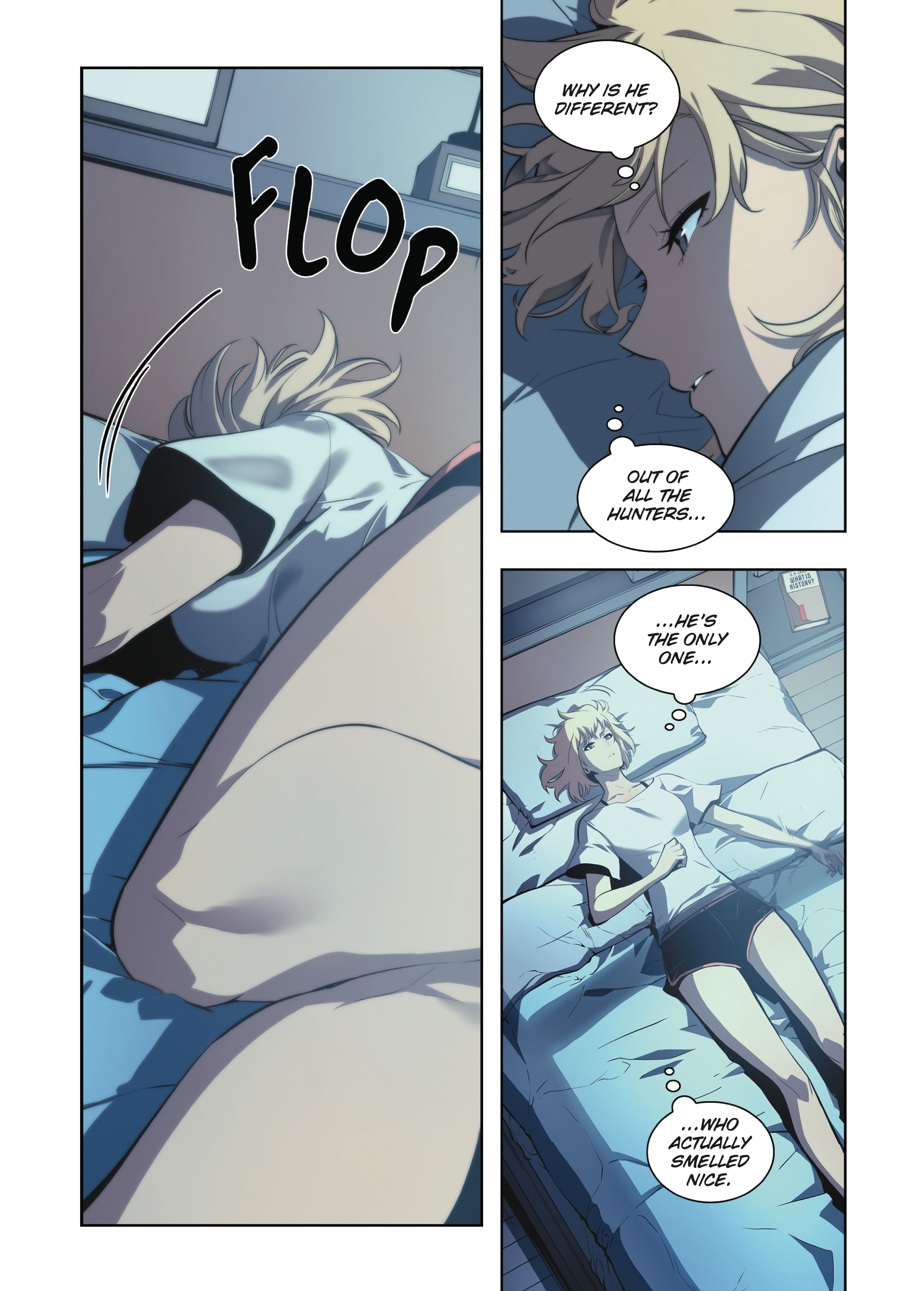 FLOP
WHY IS HE
DIFFERENT?
OUT OF
ALL THE
HUNTERS...
...HE'S
THE ONLY
ONE...
WHAT IS
HISTORY?
...WHO
ACTUALLY
SMELLED
NICE.